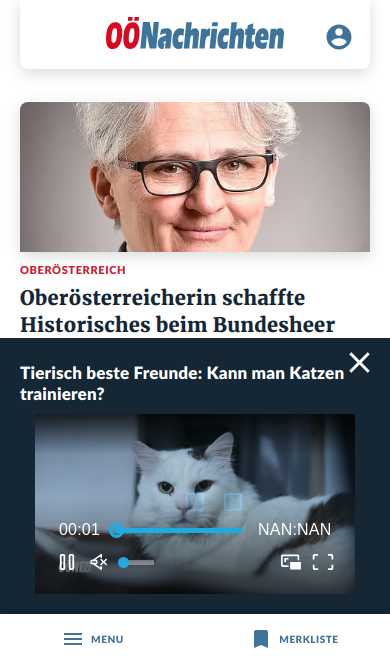 OÖNachrichten
OBERÖSTERREICH
Oberösterreicherin schaffte
Historisches beim Bundesheer
Tierisch beste Freunde: Kann man Katzen
trainieren?
00:01
NAN:NAN
MENU
MERKLISTE